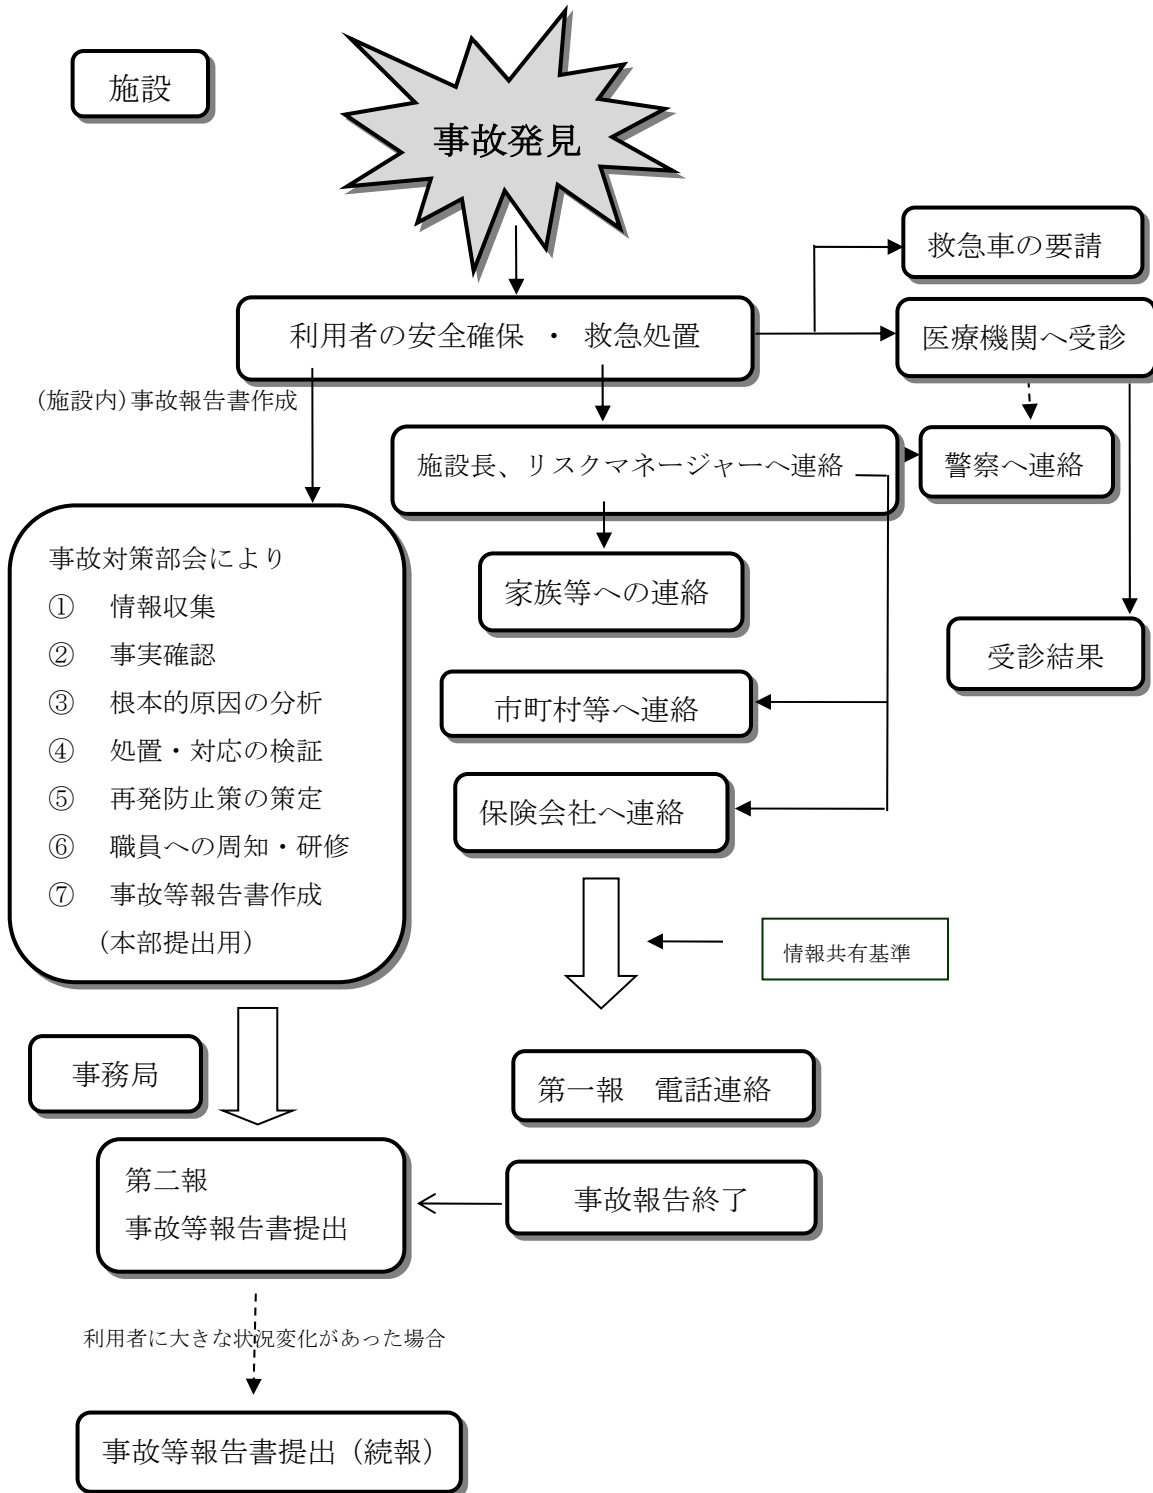 施設
事故発見
救急車の要請
利用者の安全確保 ・ 救急処置
医療機関へ受診
(施設内)事故報告書作成
施設長、リスクマネージャーへ連絡
警察へ連絡
事故対策部会により
① 情報収集
② 事実確認
③ 根本的原因の分析
④ 処置・対応の検証
⑤ 再発防止策の策定
⑥ 職員への周知・研修
⑦ 事故等報告書作成
(本部提出用)
家族等への連絡
受診結果
市町村等へ連絡
保険会社へ連絡
情報共有基準
事務局
第一報 電話連絡
第二報
事故等報告書提出
事故報告終了
利用者に大きな状況変化があった場合
事故等報告書提出（続報）